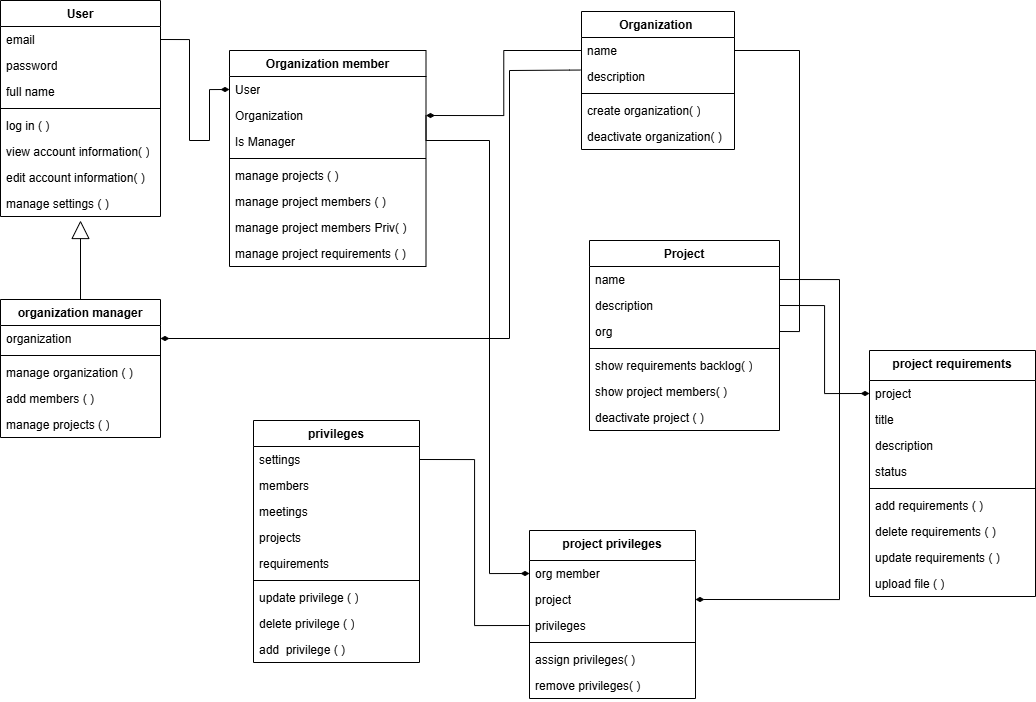 User
email
password
full name
log in ( )
view account information( )
edit account information( )
manage settings ( )
Organization member
User
Organization
Is Manager
manage projects ( )
manage project members ( )
manage project members Priv( )
manage project requirements ( )
Organization
name
description
create organization( )
deactivate organization( )
organization manager
organization
manage organization ( )
add members ( )
manage projects ( )
Project
name
description
org
show requirements backlog( )
show project members( )
deactivate project ( )
project requirements
project
title
description
status
add requirements ( )
delete requirements ( )
update requirements ( )
upload file ( )
privileges
settings
members
meetings
projects
requirements
update privilege ( )
delete privilege ( )
add  privilege ( )
project privileges
org member
project
privileges
assign privileges( )
remove privileges( )